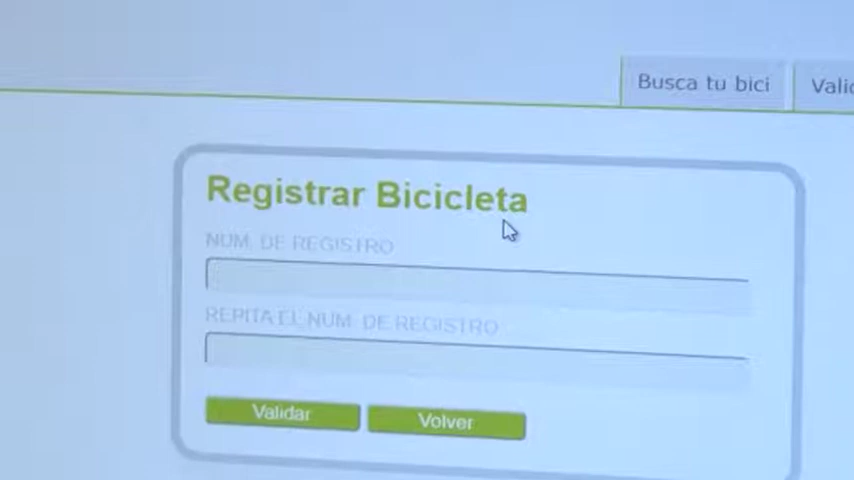 Busca tu bici
Registrar Bicicleta
NUM. DE REGISTRO
REPITA EL NUM. DE REGISTRO
Validar
Volver